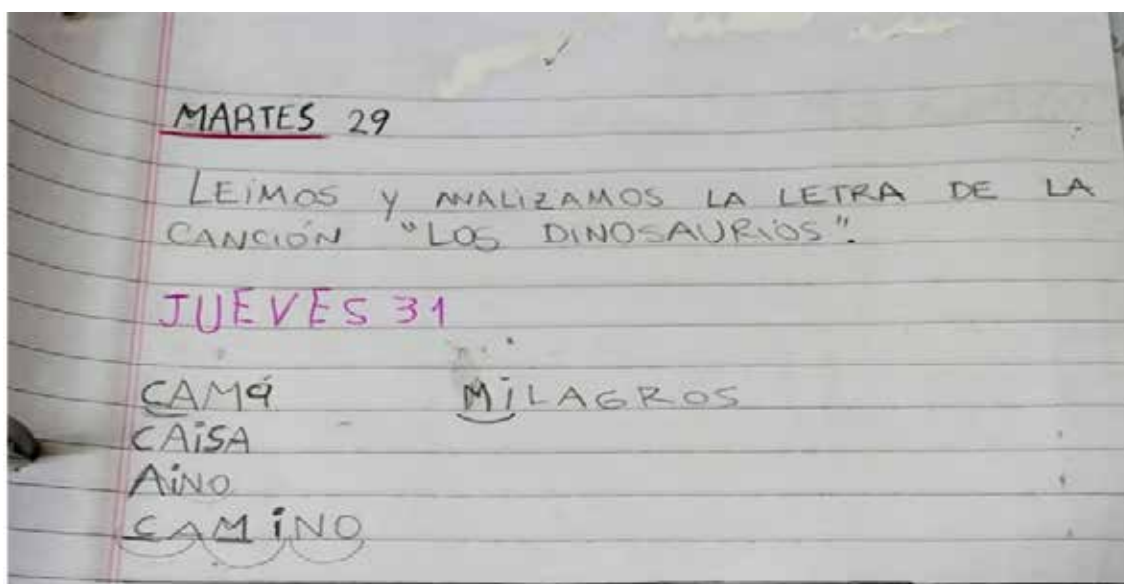 MARTES 29
LEiMOS Y ANALiZAMOS LA LETRA DE LA
CANCiÓN "LOS DiNOSAURiOS".
JUEVES 31
CAMa MiLAGROS
CAiSA
AiNO
CAMiNO